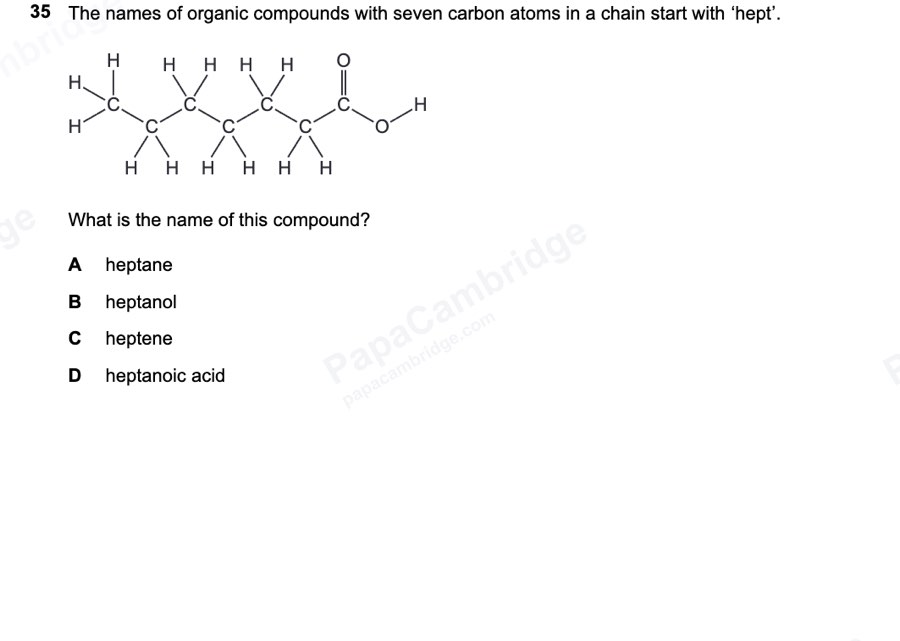 35 The names of organic compounds with seven carbon atoms in a chain start with ‘hept’.
H H H H H O
H C C C C H
H C C C O
H H H H H H
What is the name of this compound?
A heptane
B heptanol
C heptene
D heptanoic acid
PapaCambridge
papacambridge.com